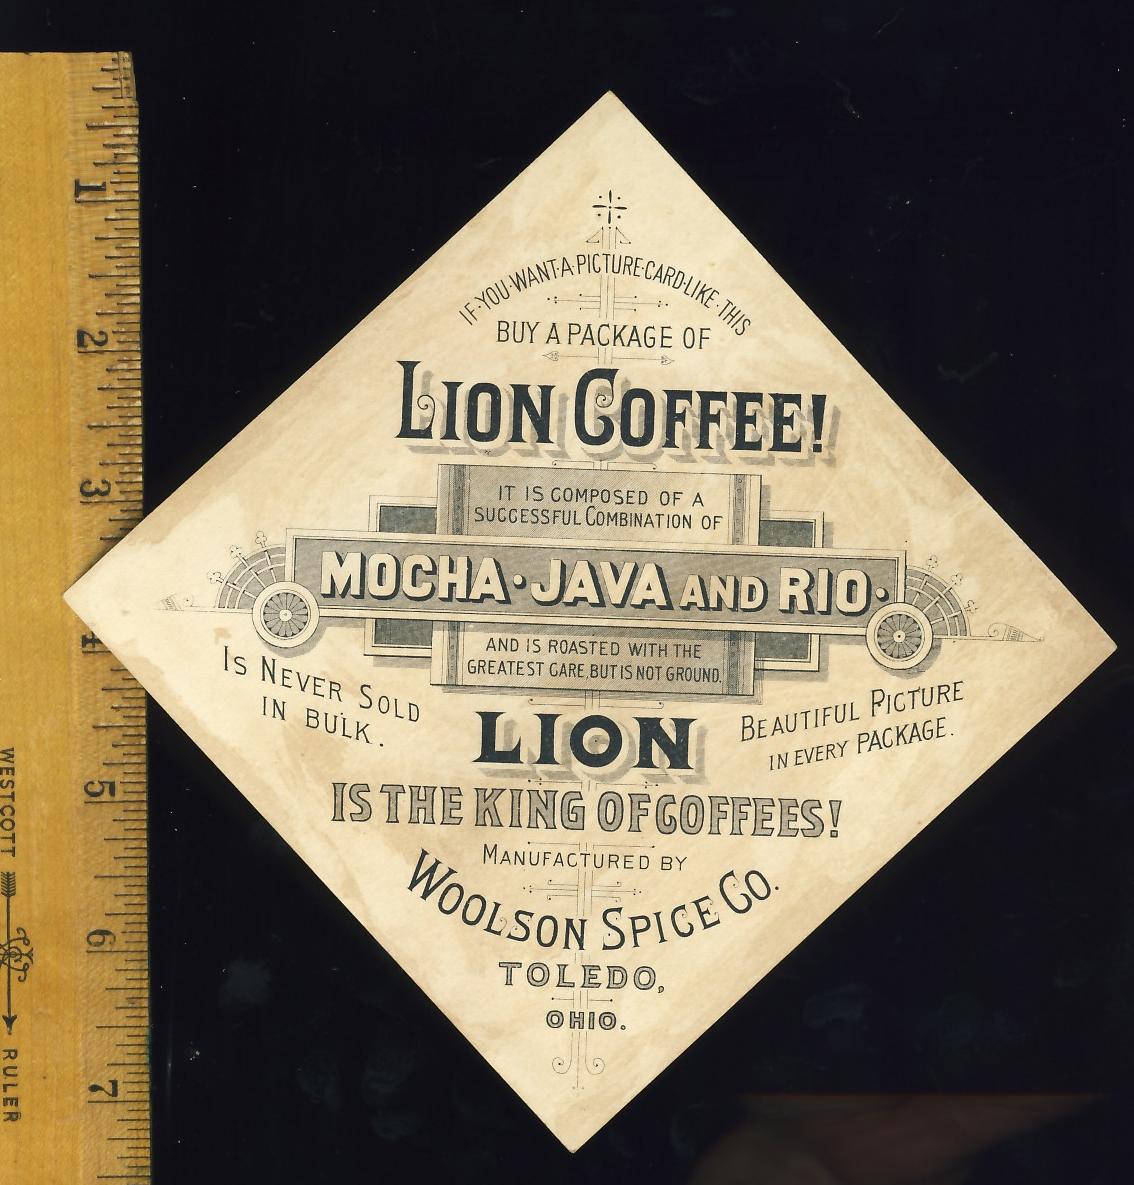 IF·YOU·WANT·A·PICTURE·CARD·LIKE·THIS
BUY A PACKAGE OF
LION COFFEE!
IT IS COMPOSED OF A
SUCCESSFUL COMBINATION OF
MOCHA·JAVA AND RIO·
AND IS ROASTED WITH THE
GREATEST CARE, BUT IS NOT GROUND.
IS NEVER SOLD
IN BULK.
BEAUTIFUL PICTURE
IN EVERY PACKAGE.
LION
IS THE KING OF COFFEES!
MANUFACTURED BY
WOOLSON SPICE CO.
TOLEDO,
OHIO.
1
2
3
4
5
6
7
WESTCOTT RULER